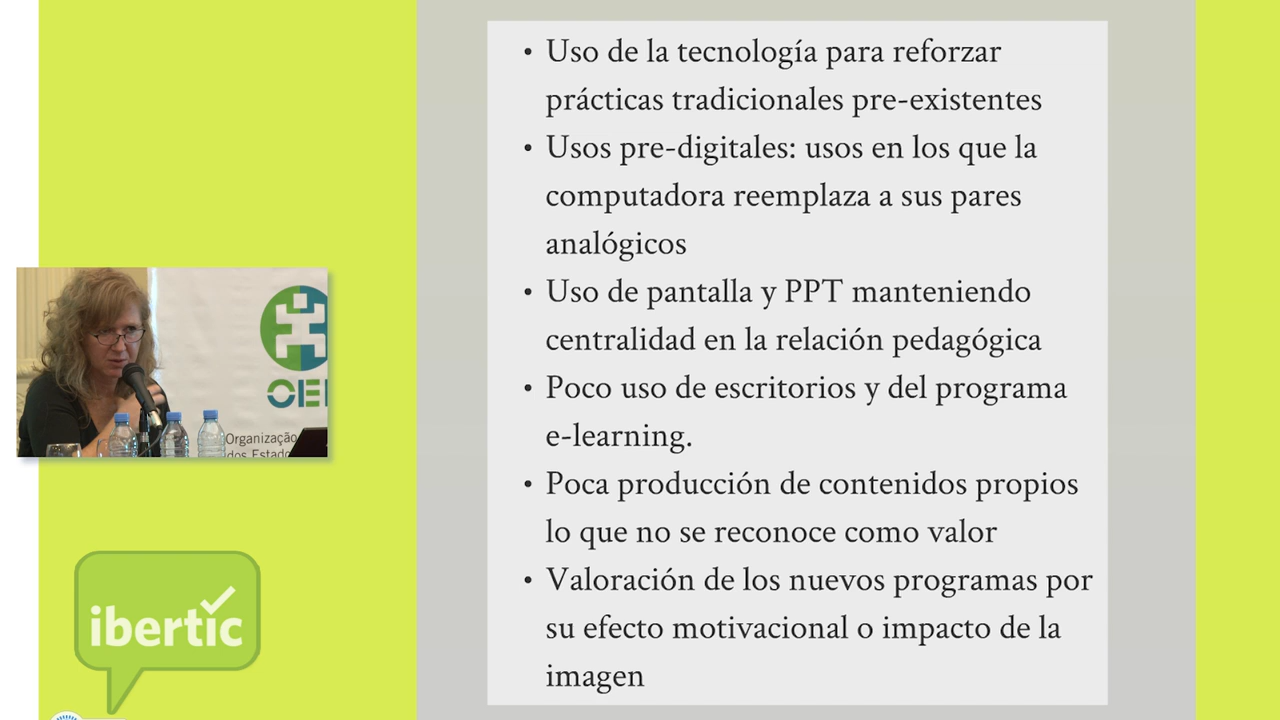 • Uso de la tecnología para reforzar
prácticas tradicionales pre-existentes
• Usos pre-digitales: usos en los que la
computadora reemplaza a sus pares
analógicos
• Uso de pantalla y PPT manteniendo
centralidad en la relación pedagógica
• Poco uso de escritorios y del programa
e-learning.
• Poca producción de contenidos propios
lo que no se reconoce como valor
• Valoración de los nuevos programas por
su efecto motivacional o impacto de la
imagen
OEI
Organização
dos Estado
ibertic